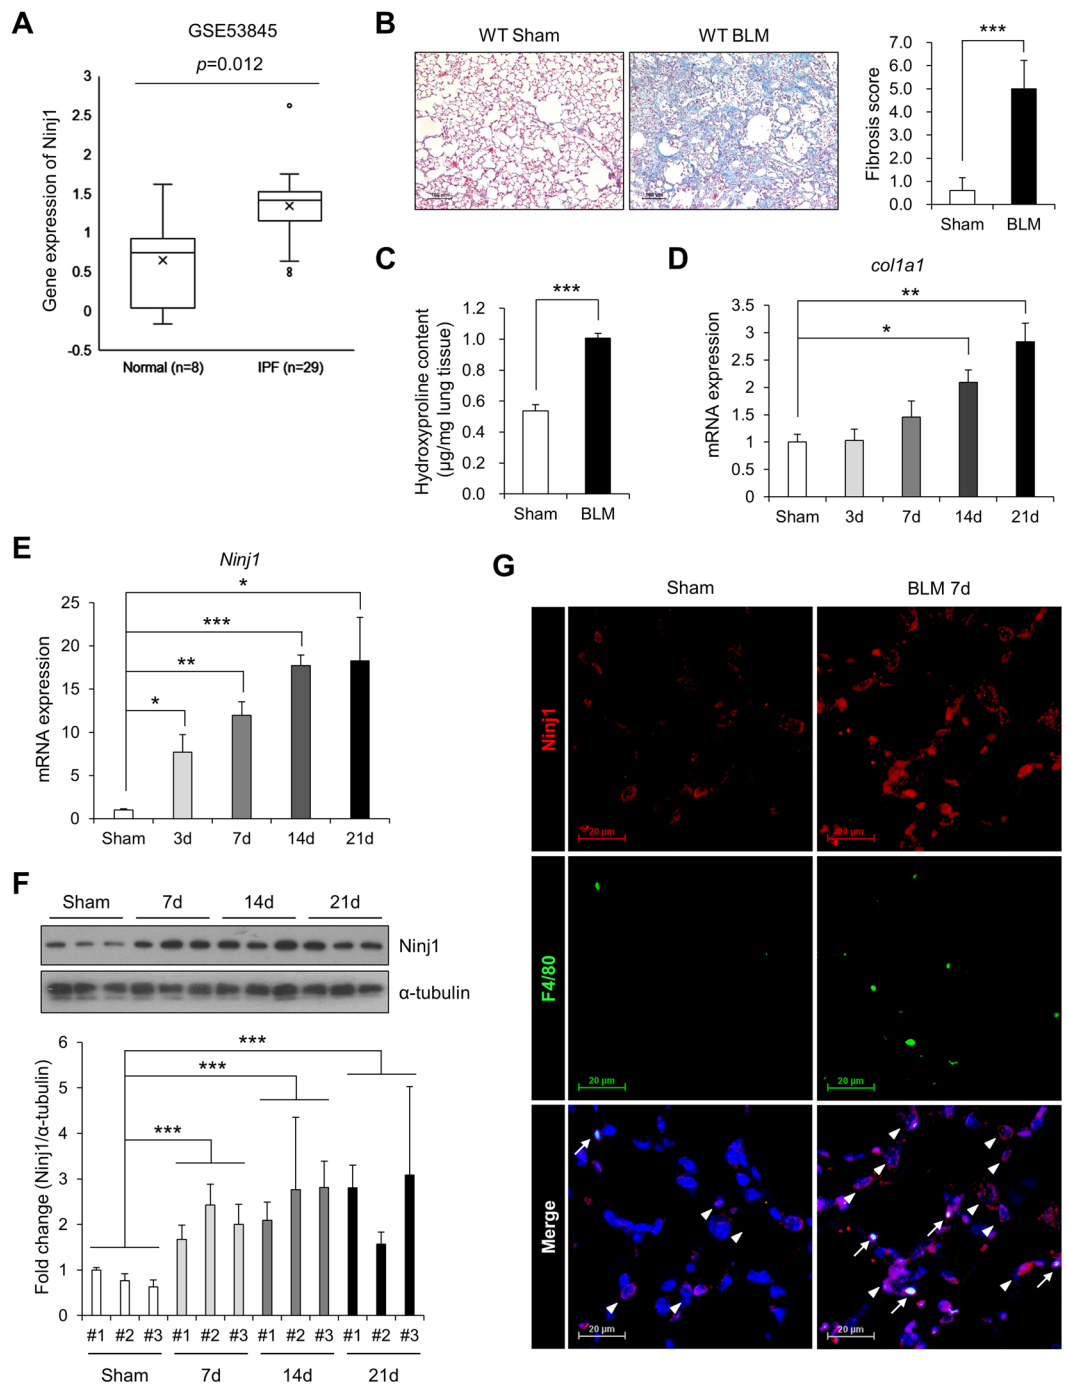 A
GSE53845
p=0.012
Gene expression of Ninj1
3
2.5
2
1.5
1
0.5
0
-0.5
Normal (n=8)
IPF (n=29)
B
WT Sham
WT BLM
100 µm
100 µm
***
Fibrosis score
7.0
6.0
5.0
4.0
3.0
2.0
1.0
0.0
Sham
BLM
C
***
Hydroxyproline content
(µg/mg lung tissue)
1.2
1.0
0.8
0.6
0.4
0.2
0.0
Sham
BLM
D
col1a1
**
*
mRNA expression
3.5
3
2.5
2
1.5
1
0.5
0
Sham
3d
7d
14d
21d
E
Ninj1
*
***
**
*
mRNA expression
25
20
15
10
5
0
Sham
3d
7d
14d
21d
F
Sham
7d
14d
21d
Ninj1
α-tubulin
***
***
***
Fold change (Ninj1/α-tubulin)
6
5
4
3
2
1
0
#1 #2 #3 #1 #2 #3 #1 #2 #3 #1 #2 #3
Sham
7d
14d
21d
G
Sham
BLM 7d
Ninj1
20 µm
20 µm
F4/80
20 µm
20 µm
Merge
20 µm
20 µm